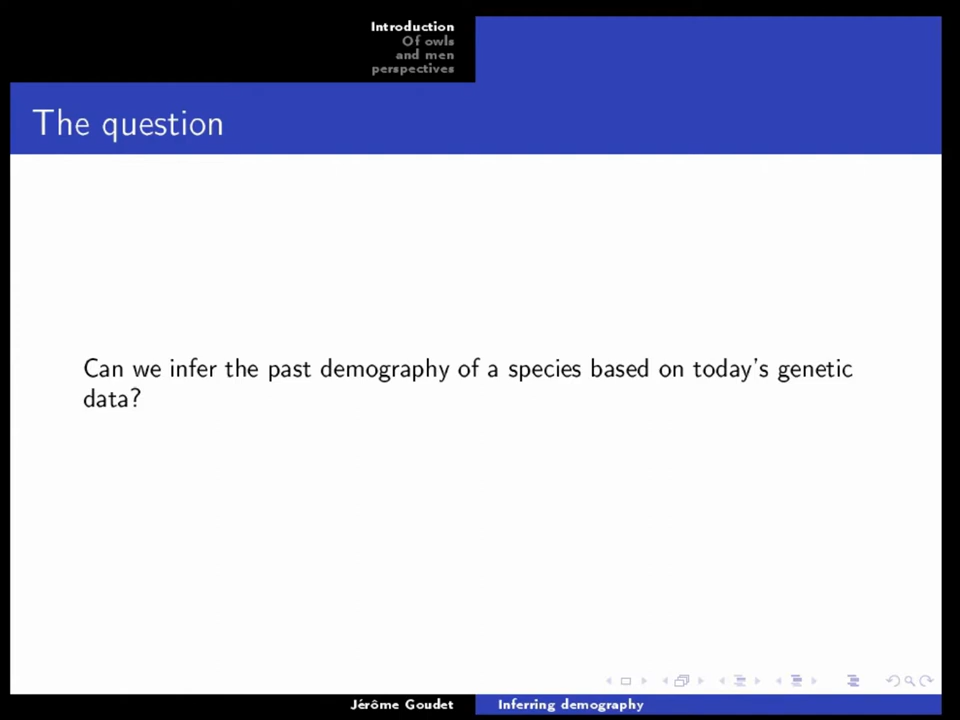 Introduction
Of owls
and men
perspectives
The question
Can we infer the past demography of a species based on today's genetic
data?
Jérôme Goudet
Inferring demography